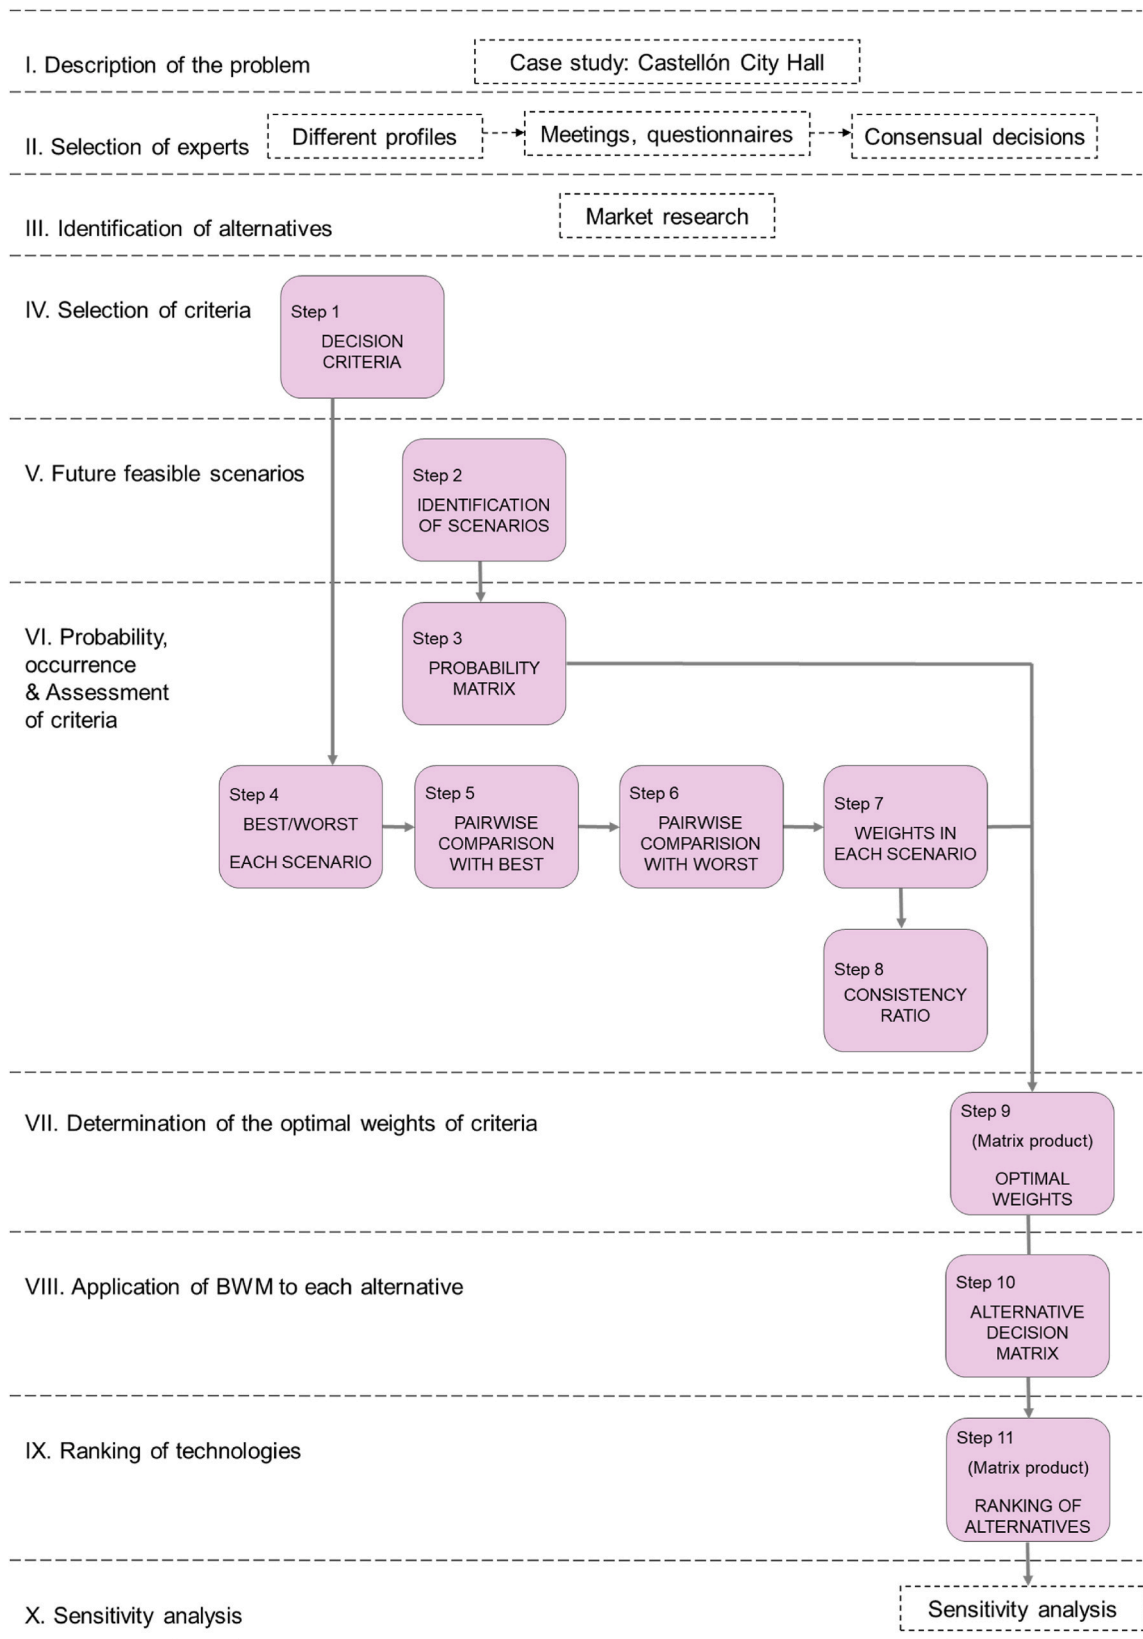 I. Description of the problem
Case study: Castellón City Hall
II. Selection of experts
Different profiles
Meetings, questionnaires
Consensual decisions
III. Identification of alternatives
Market research
IV. Selection of criteria
Step 1
DECISION
CRITERIA
V. Future feasible scenarios
Step 2
IDENTIFICATION
OF SCENARIOS
VI. Probability,
occurrence
& Assessment
of criteria
Step 3
PROBABILITY
MATRIX
Step 4
BEST/WORST
EACH SCENARIO
Step 5
PAIRWISE
COMPARISON
WITH BEST
Step 6
PAIRWISE
COMPARISION
WITH WORST
Step 7
WEIGHTS IN
EACH SCENARIO
Step 8
CONSISTENCY
RATIO
VII. Determination of the optimal weights of criteria
Step 9
(Matrix product)
OPTIMAL
WEIGHTS
VIII. Application of BWM to each alternative
Step 10
ALTERNATIVE
DECISION
MATRIX
IX. Ranking of technologies
Step 11
(Matrix product)
RANKING OF
ALTERNATIVES
X. Sensitivity analysis
Sensitivity analysis